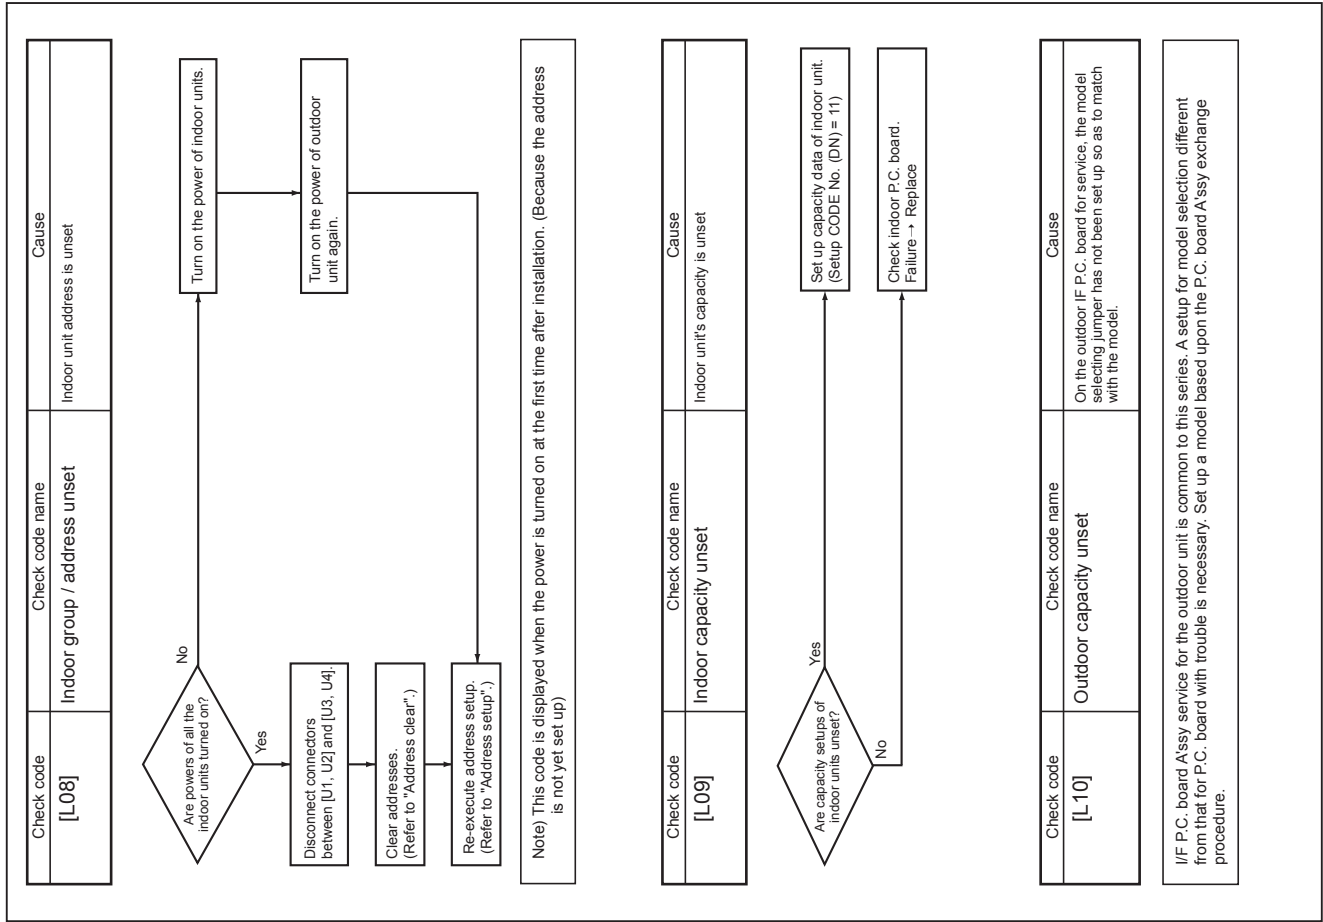 Check code
Check code name
Cause
[L08]
Indoor group / address unset
Indoor unit address is unset
Are powers of all the
indoor units turned on?
No
Yes
Turn on the power of indoor units.
Turn on the power of outdoor
unit again.
Disconnect connectors
between [U1, U2] and [U3, U4].
Clear addresses.
(Refer to "Address clear".)
Re-execute address setup.
(Refer to "Address setup".)
Note) This code is displayed when the power is turned on at the first time after installation. (Because the address
is not yet set up)
Check code
Check code name
Cause
[L09]
Indoor capacity unset
Indoor unit's capacity is unset
Are capacity setups of
indoor units unset?
Yes
No
Set up capacity data of indoor unit.
(Setup CODE No. (DN) = 11)
Check indoor P.C. board.
Failure → Replace
Check code
Check code name
Cause
[L10]
Outdoor capacity unset
On the outdoor IF P.C. board for service, the model
selecting jumper has not been set up so as to match
with the model.
I/F P.C. board A'ssy service for the outdoor unit is common to this series. A setup for model selection different
from that for P.C. board with trouble is necessary. Set up a model based upon the P.C. board A'ssy exchange
procedure.